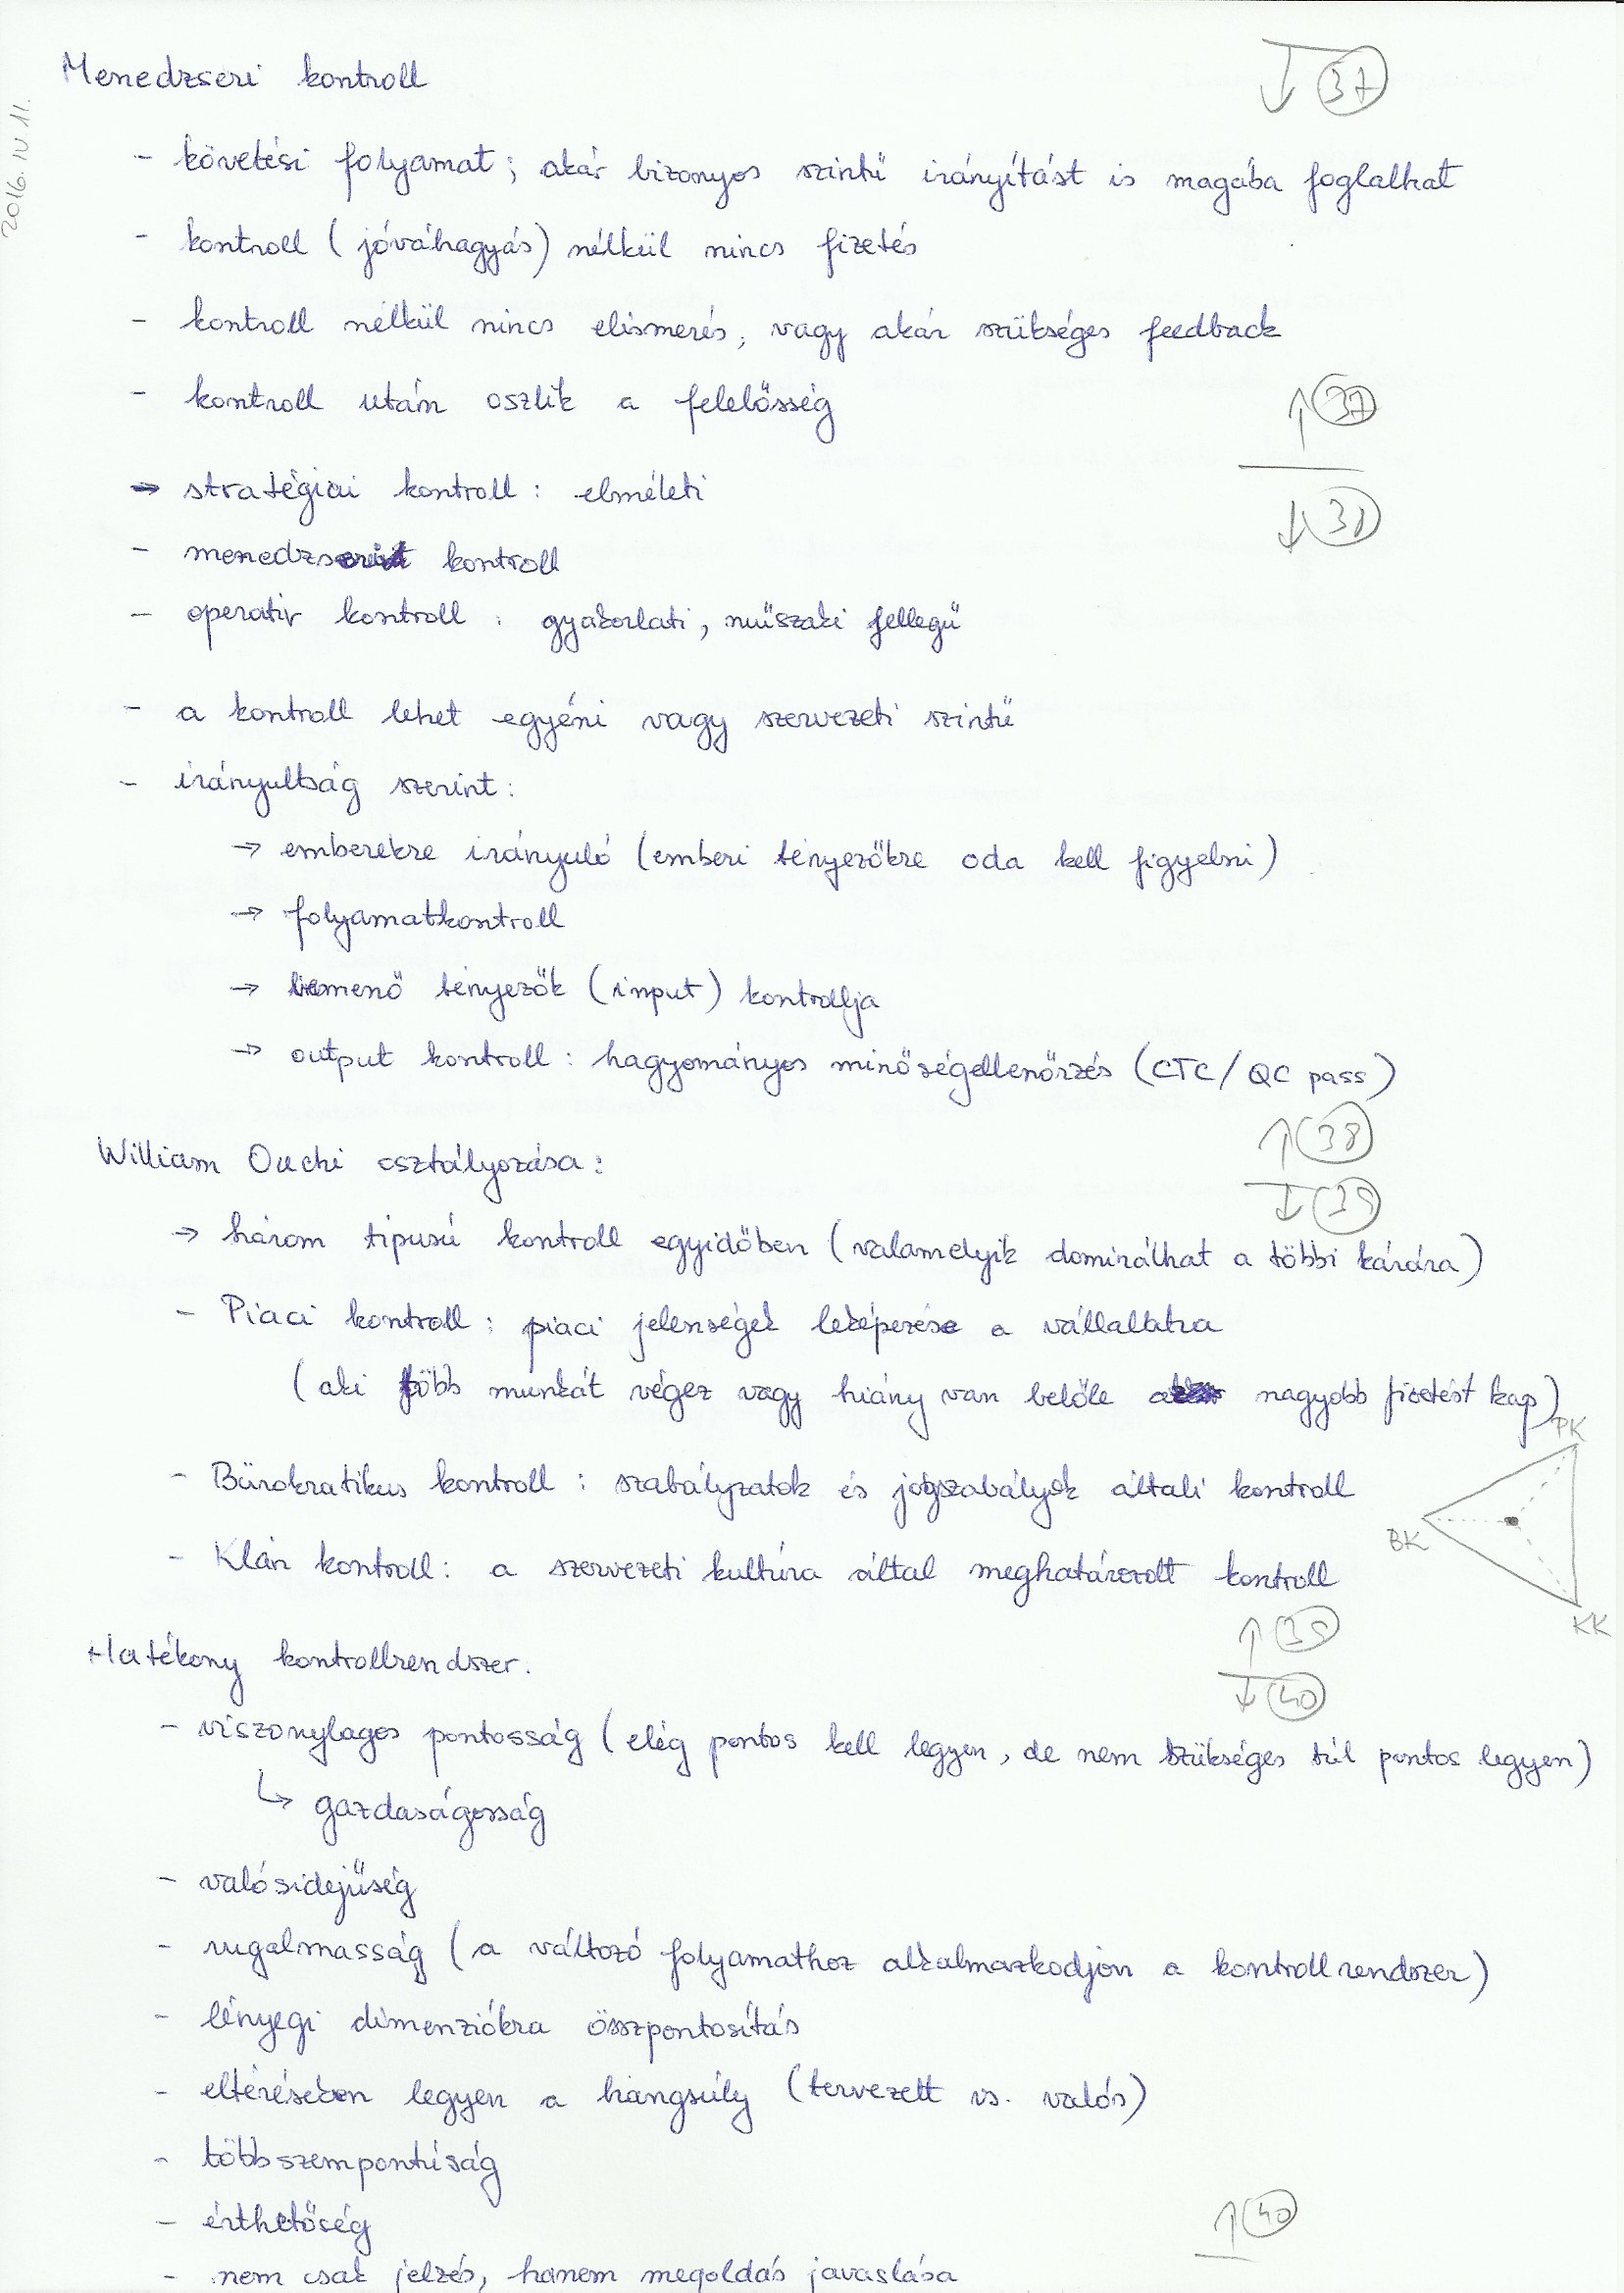 Menedzseri kontroll
↓ 37
2016. IV. 11.
- követési folyamat; akár bizonyos szintű irányítást is magába foglalhat
- kontroll (jóváhagyás) nélkül nincs fizetés
- kontroll nélkül nincs elismerés, vagy akár szükséges feedback
- kontroll után oszlik a felelősség
↑ 37
↓ 38
→ stratégiai kontroll: elméleti
- menedzseri kontroll
- operatív kontroll: gyakorlati, műszaki jellegű
- a kontroll lehet egyéni vagy szervezeti szintű
- irányultság szerint:
→ emberekre irányuló (emberi tényezőkre oda kell figyelni)
→ folyamatkontroll
→ bemenő tényezők (input) kontrollja
→ output kontroll: hagyományos minőségellenőrzés (CTC/QC pass)
↑ 38
↓ 39
William Ouchi osztályozása:
→ három típusú kontroll egyidőben (valamelyik dominálhat a többi kárára)
- Piaci kontroll: piaci jelenségek leképezése a vállallatra
(aki több munkát végez vagy hiány van belőle nagyobb fizetést kap)
- Bürokratikus kontroll: szabályzatok és jogszabályok általi kontroll
- Klán kontroll: a szervezeti kultúra által meghatározott kontroll
PK
BK
KK
↑ 39
↓ 40
Hatékony kontrollrendszer.
- viszonylagos pontosság (elég pontos kell legyen, de nem szükséges túl pontos legyen)
↳ gazdaságosság
- valósidejűség
- rugalmasság (a változó folyamathoz alkalmazkodjon a kontrollrendszer)
- lényegi dimenziókra összpontosítás
- eltéréseken legyen a hangsúly (tervezett vs. valós)
- többszempontúság
- érthetőség
↑ 40
- nem csak jelzés, hanem megoldás javaslása